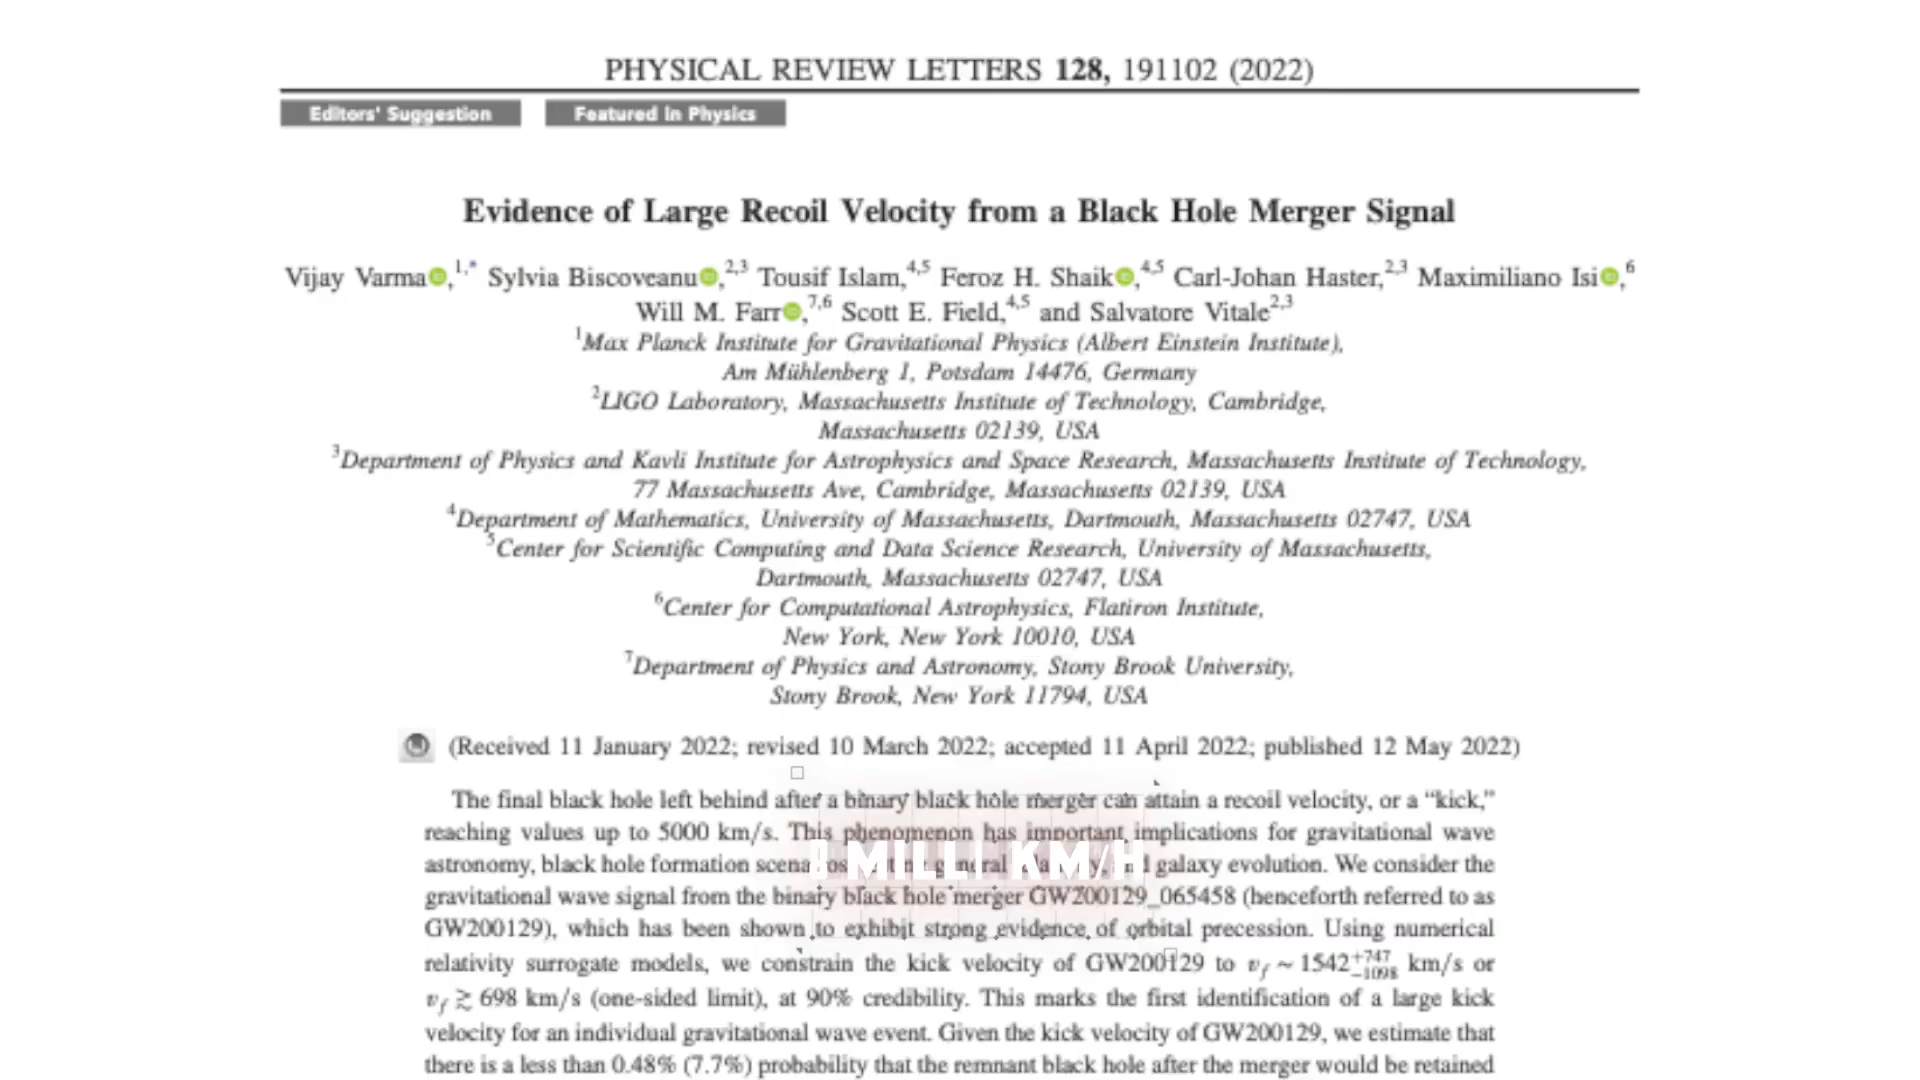 PHYSICAL REVIEW LETTERS 128, 191102 (2022)
Editors' Suggestion Featured in Physics
Evidence of Large Recoil Velocity from a Black Hole Merger Signal
Vijay Varma,1,* Sylvia Biscoveanu,2,3 Tousif Islam,4,5 Feroz H. Shaik,4,5 Carl-Johan Haster,2,3 Maximiliano Isi,6
Will M. Farr,7,6 Scott E. Field,4,5 and Salvatore Vitale2,3
1Max Planck Institute for Gravitational Physics (Albert Einstein Institute),
Am Mühlenberg 1, Potsdam 14476, Germany
2LIGO Laboratory, Massachusetts Institute of Technology, Cambridge,
Massachusetts 02139, USA
3Department of Physics and Kavli Institute for Astrophysics and Space Research, Massachusetts Institute of Technology,
77 Massachusetts Ave, Cambridge, Massachusetts 02139, USA
4Department of Mathematics, University of Massachusetts, Dartmouth, Massachusetts 02747, USA
5Center for Scientific Computing and Data Science Research, University of Massachusetts,
Dartmouth, Massachusetts 02747, USA
6Center for Computational Astrophysics, Flatiron Institute,
New York, New York 10010, USA
7Department of Physics and Astronomy, Stony Brook University,
Stony Brook, New York 11794, USA
(Received 11 January 2022; revised 10 March 2022; accepted 11 April 2022; published 12 May 2022)
The final black hole left behind after a binary black hole merger can attain a recoil velocity, or a “kick,”
reaching values up to 5000 km/s. This phenomenon has important implications for gravitational wave
astronomy, black hole formation general galaxy evolution. We consider the
KM/H
gravitational wave signal from the binary black hole merger GW200129_065458 (henceforth referred to as
GW200129), which has been shown to exhibit strong evidence of orbital precession. Using numerical
relativity surrogate models, we constrain the kick velocity of GW200129 to vf ~ 1542+747−1098 km/s or
vf ≳ 698 km/s (one-sided limit), at 90% credibility. This marks the first identification of a large kick
velocity for an individual gravitational wave event. Given the kick velocity of GW200129, we estimate that
there is a less than 0.48% (7.7%) probability that the remnant black hole after the merger would be retained